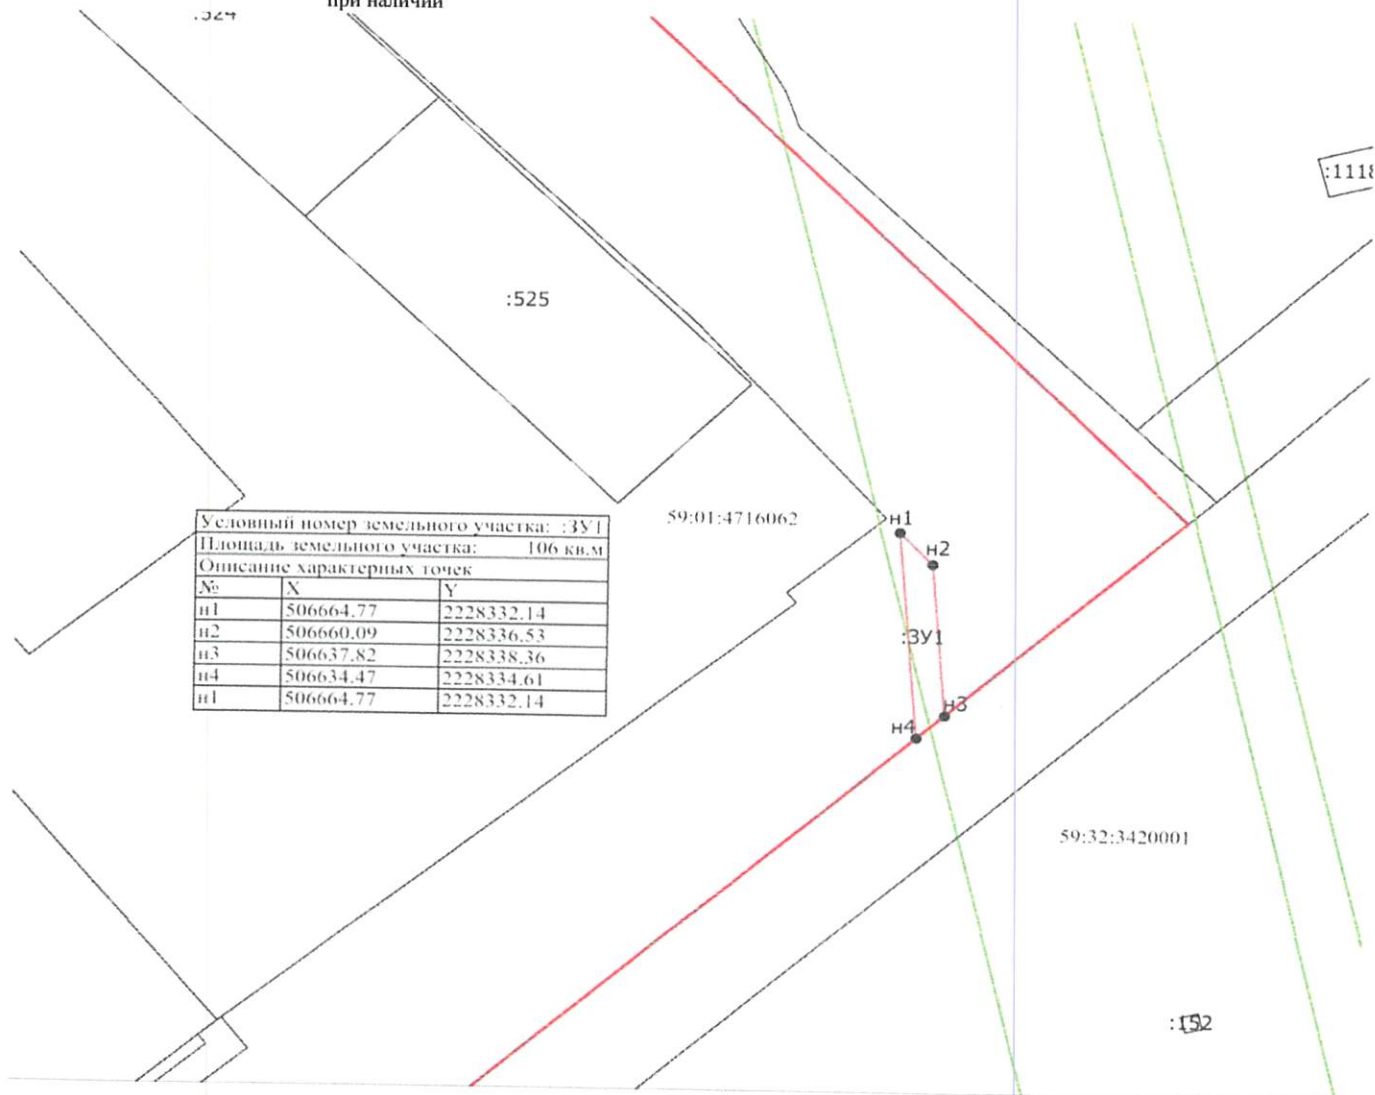 при наличии
:524
:1118
:525
59:01:4716062
н1
н2
Условный номер земельного участка: :ЗУ1
Площадь земельного участка: 106 кв.м
Описание характерных точек
№ X Y
н1 506664.77 2228332.14
н2 506660.09 2228336.53
н3 506637.82 2228338.36
н4 506634.47 2228334.61
н1 506664.77 2228332.14
:ЗУ1
н3
н4
59:32:3420001
:152